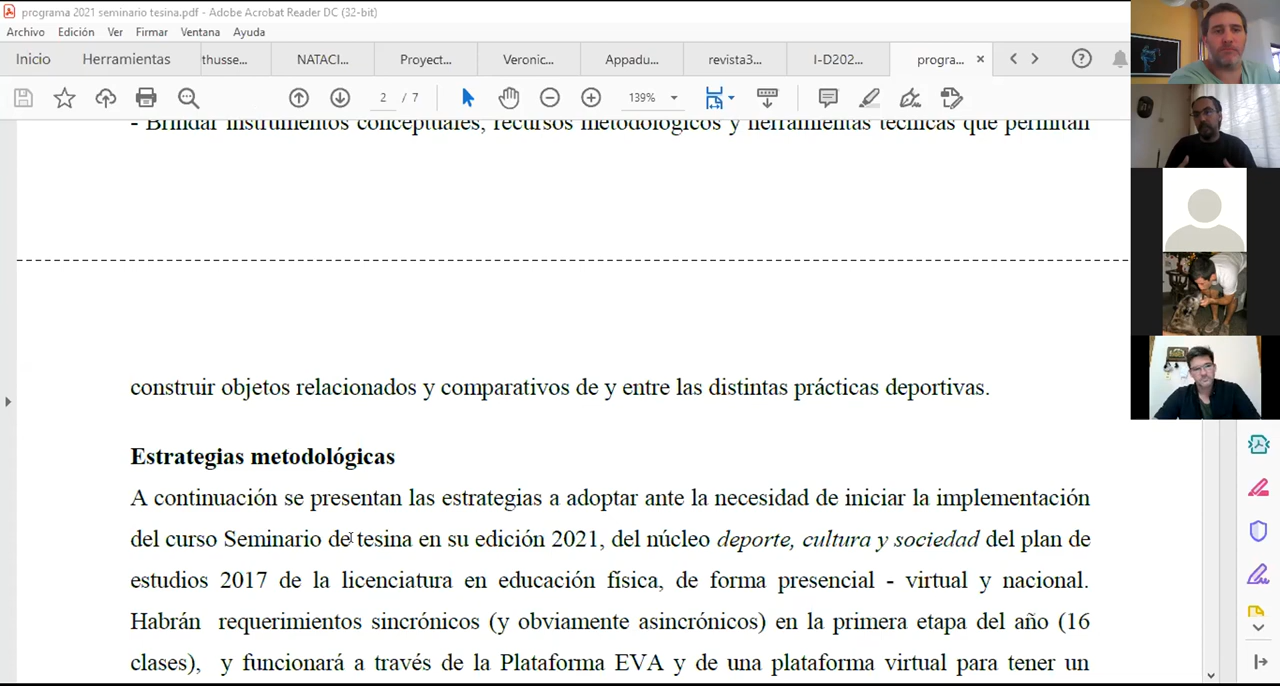 programa 2021 seminario tesina.pdf - Adobe Acrobat Reader DC (32-bit)
Archivo Edición Ver Firmar Ventana Ayuda
Inicio Herramientas thusse... NATACI... Proyect... Veronic... Appadu... revista3... I-D202... progra... ×
2 / 7 139%
- Brindar instrumentos conceptuales, recursos metodológicos y herramientas técnicas que permitan
construir objetos relacionados y comparativos de y entre las distintas prácticas deportivas.
Estrategias metodológicas
A continuación se presentan las estrategias a adoptar ante la necesidad de iniciar la implementación
del curso Seminario de tesina en su edición 2021, del núcleo deporte, cultura y sociedad del plan de
estudios 2017 de la licenciatura en educación física, de forma presencial - virtual y nacional.
Habrán requerimientos sincrónicos (y obviamente asincrónicos) en la primera etapa del año (16
clases), y funcionará a través de la Plataforma EVA y de una plataforma virtual para tener un